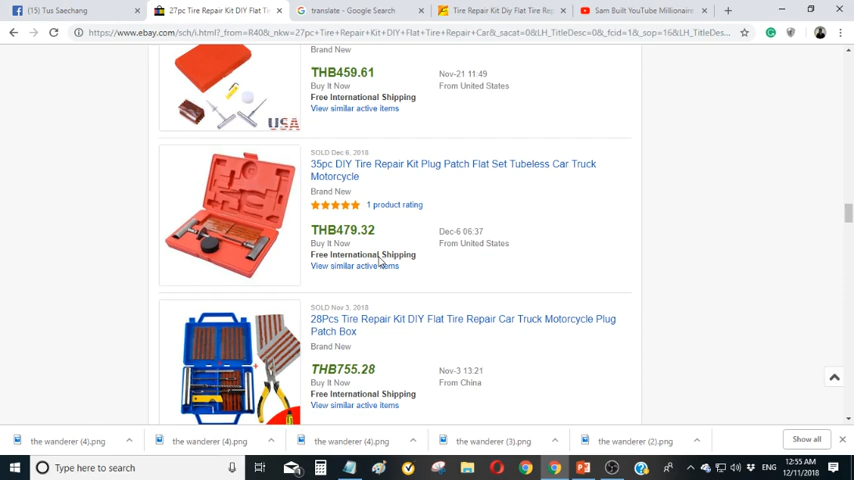 (15) Tus Saechang
27pc Tire Repair Kit DIY Flat Ti
translate - Google Search
Tire Repair Kit Diy Flat Tire Rep
Sam Built YouTube Millionaire
https://www.ebay.com/sch/i.html?_from=R40&_nkw=27pc+Tire+Repair+Kit+DIY+Flat+Tire+Repair+Car&_sacat=0&LH_TitleDesc=0&_fcid=1&_sop=16&LH_TitleDes...
Brand New
THB459.61
Nov-21 11:49
Buy It Now
From United States
Free International Shipping
View similar active items
USA
SOLD Dec 6, 2018
35pc DIY Tire Repair Kit Plug Patch Flat Set Tubeless Car Truck
Motorcycle
Brand New
1 product rating
THB479.32
Dec-6 06:37
Buy It Now
From United States
Free International Shipping
View similar active items
SOLD Nov 3, 2018
28Pcs Tire Repair Kit DIY Flat Tire Repair Car Truck Motorcycle Plug
Patch Box
Brand New
THB755.28
Nov-3 13:21
Buy It Now
From China
Free International Shipping
View similar active items
the wanderer (4).png
the wanderer (4).png
the wanderer (4).png
the wanderer (3).png
the wanderer (2).png
Show all
Type here to search
ENG
12:55 AM
12/11/2018